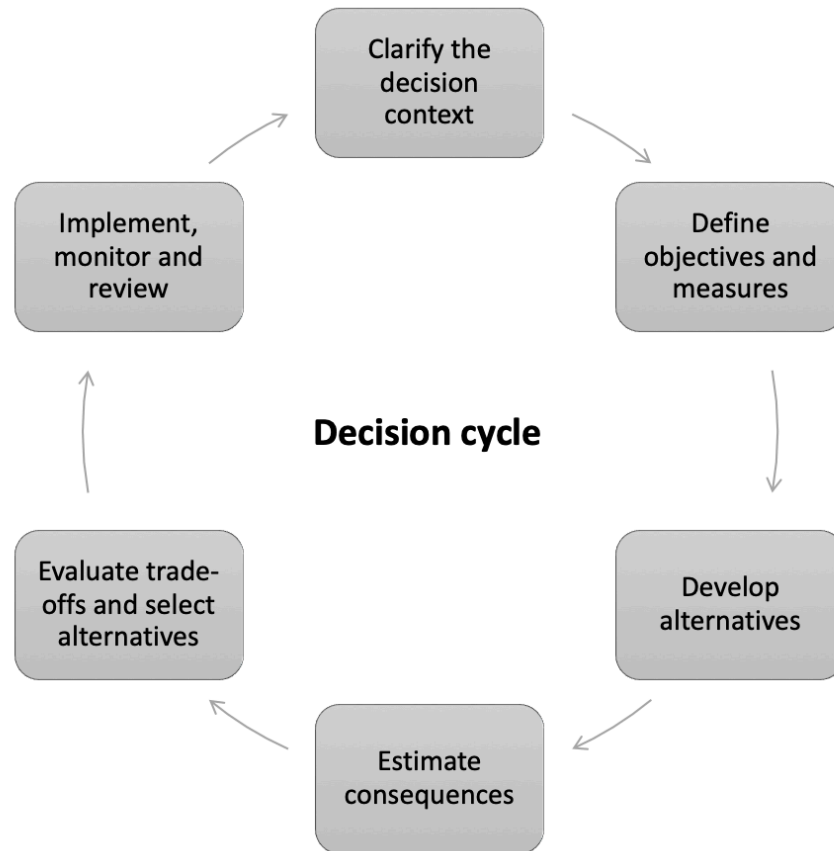 Clarify the
decision
context
Define
objectives and
measures
Develop
alternatives
Estimate
consequences
Evaluate trade-
offs and select
alternatives
Implement,
monitor and
review
Decision cycle